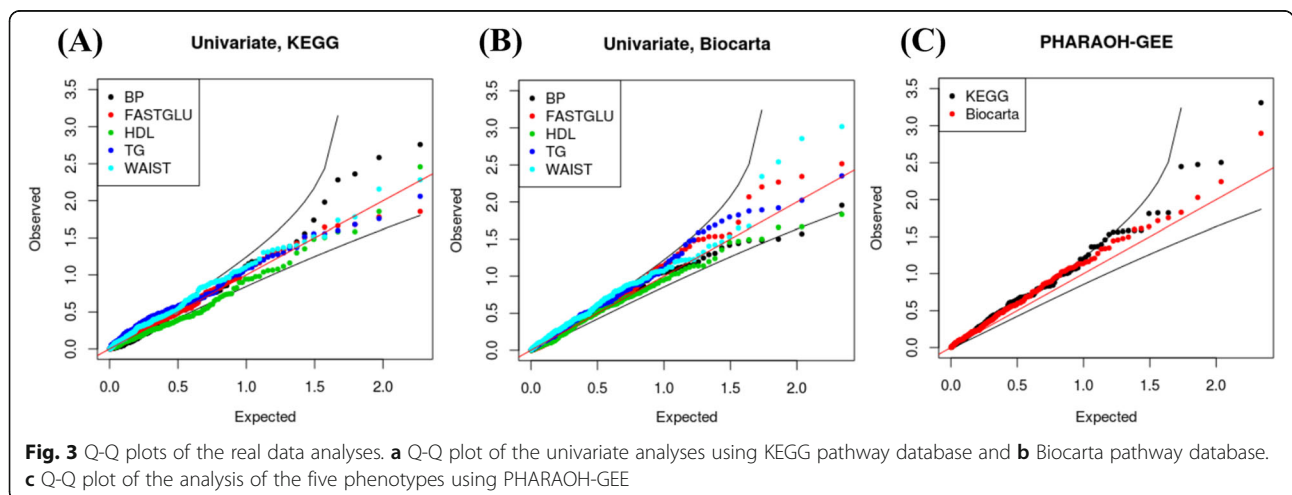 (A)
Univariate, KEGG
BP
FASTGLU
HDL
TG
WAIST
Observed
0.0 0.5 1.0 1.5 2.0 2.5 3.0 3.5
0.0 0.5 1.0 1.5 2.0
Expected
(B)
Univariate, Biocarta
BP
FASTGLU
HDL
TG
WAIST
Observed
0.0 0.5 1.0 1.5 2.0 2.5 3.0 3.5
0.0 0.5 1.0 1.5 2.0
Expected
(C)
PHARAOH-GEE
KEGG
Biocarta
Observed
0.0 0.5 1.0 1.5 2.0 2.5 3.0 3.5
0.0 0.5 1.0 1.5 2.0
Expected
Fig. 3 Q-Q plots of the real data analyses. a Q-Q plot of the univariate analyses using KEGG pathway database and b Biocarta pathway database.
c Q-Q plot of the analysis of the five phenotypes using PHARAOH-GEE